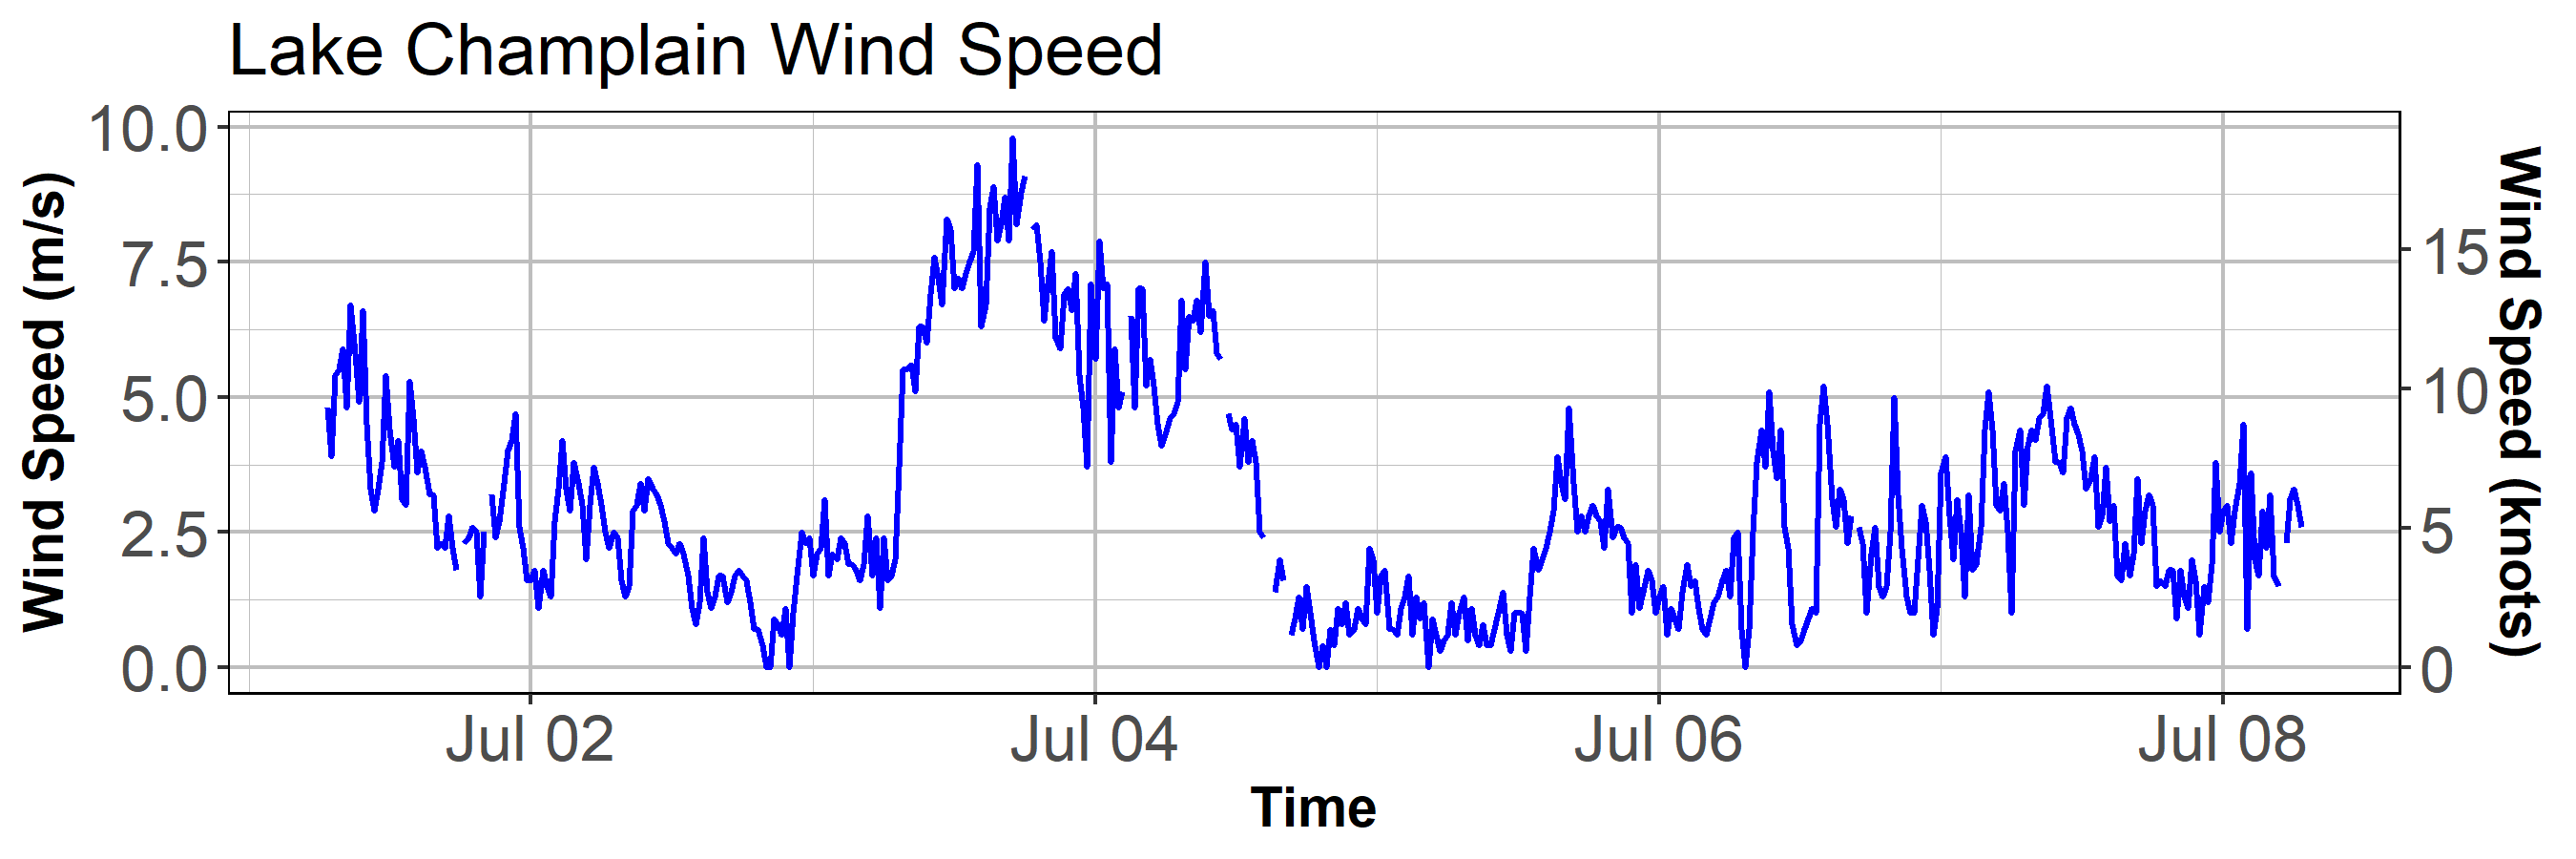 Lake Champlain Wind Speed
Wind Speed (m/s)
10.0
7.5
5.0
2.5
0.0
15
10
5
0
Wind Speed (knots)
Jul 02
Jul 04
Jul 06
Jul 08
Time